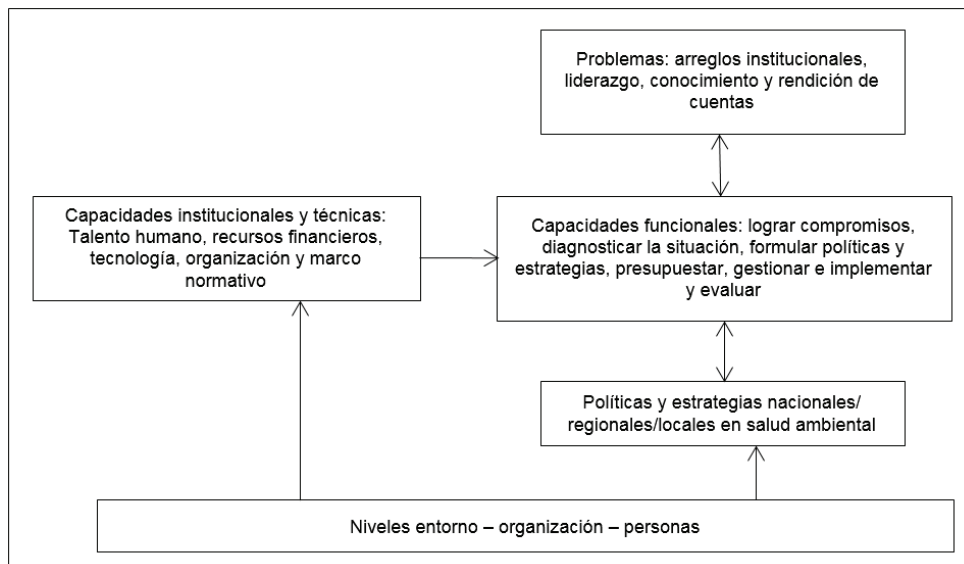 Problemas: arreglos institucionales,
liderazgo, conocimiento y rendición de
cuentas
Capacidades institucionales y técnicas:
Talento humano, recursos financieros,
tecnología, organización y marco
normativo
Capacidades funcionales: lograr compromisos,
diagnosticar la situación, formular políticas y
estrategias, presupuestar, gestionar e implementar
y evaluar
Políticas y estrategias nacionales/
regionales/locales en salud ambiental
Niveles entorno – organización – personas